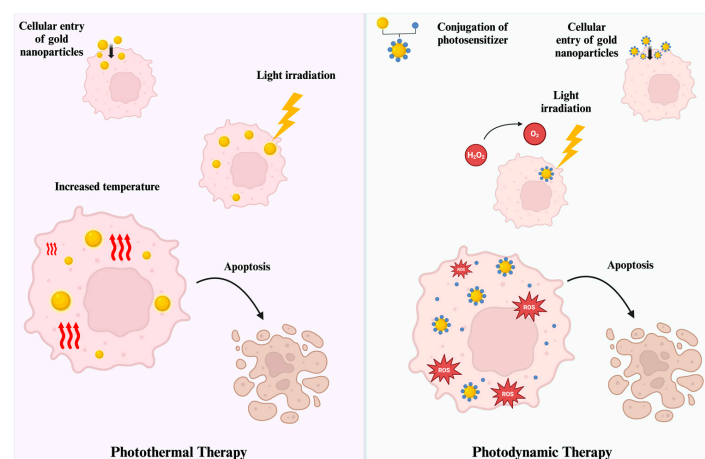 Cellular entry
of gold
nanoparticles
Light irradiation
Increased temperature
Apoptosis
Photothermal Therapy
Conjugation of
photosensitizer
Cellular
entry of gold
nanoparticles
Light
irradiation
O₂
H₂O₂
ROS
ROS
ROS
ROS
Apoptosis
Photodynamic Therapy